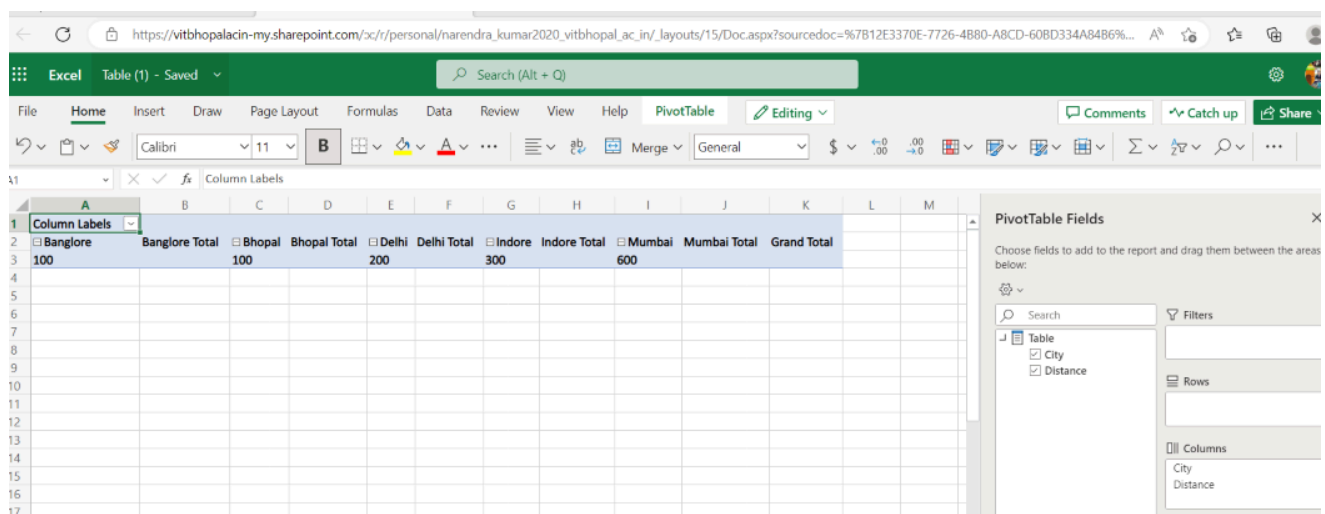 https://vitbhopalacin-my.sharepoint.com/:x:/r/personal/narendra_kumar2020_vitbhopal_ac_in/_layouts/15/Doc.aspx?sourcedoc=%7B12E3370E-7726-4B80-A8CD-60BD334A84B6%...
Excel Table (1) - Saved Search (Alt + Q)
File Home Insert Draw Page Layout Formulas Data Review View Help PivotTable Editing Comments Catch up Share
Calibri 11 B A ... ab Merge General $ .00 .00 ...
A1 fx Column Labels
A B C D E F G H I J K L M
1 Column Labels
2 Banglore Banglore Total Bhopal Bhopal Total Delhi Delhi Total Indore Indore Total Mumbai Mumbai Total Grand Total
3 100 100 200 300 600
4
5
6
7
8
9
10
11
12
13
14
15
16
17
PivotTable Fields
Choose fields to add to the report and drag them between the areas
below:
Search
Table
City
Distance
Filters
Rows
Columns
City
Distance